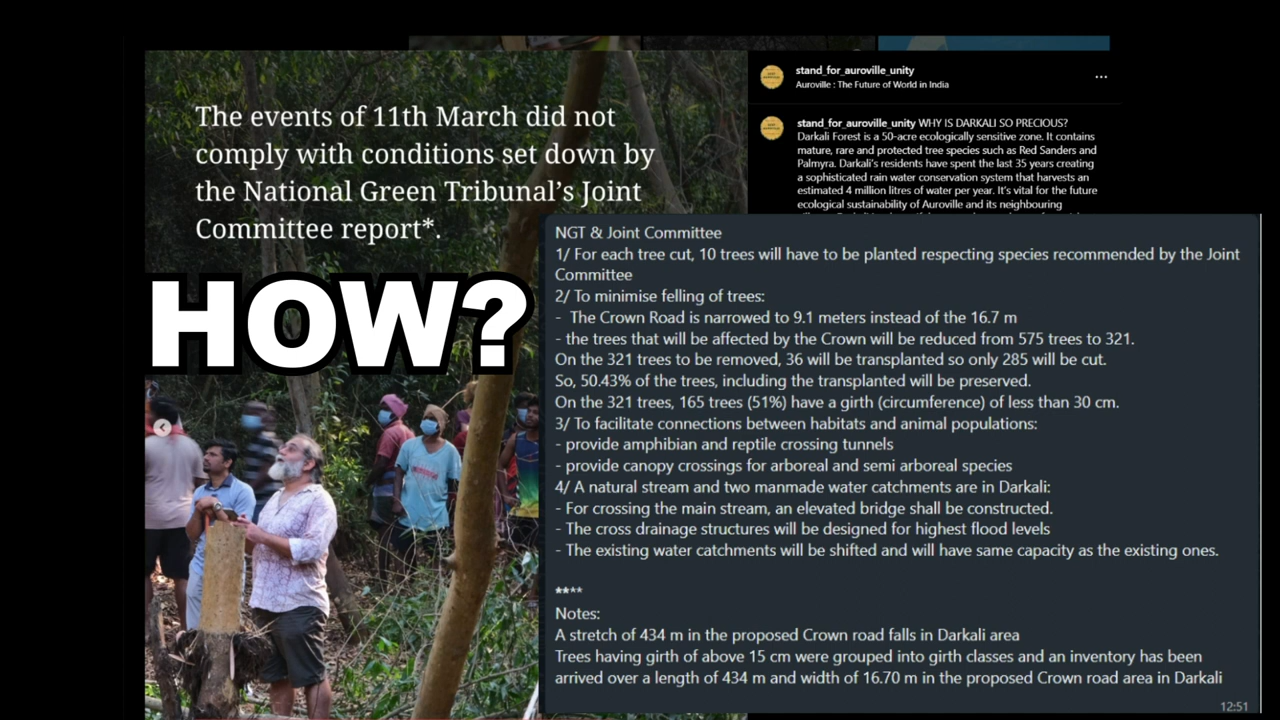 The events of 11th March did not
comply with conditions set down by
the National Green Tribunal's Joint
Committee report*.
HOW?
stand_for_auroville_unity
Auroville : The Future of World in India
stand_for_auroville_unity WHY IS DARKALI SO PRECIOUS?
Darkali Forest is a 50-acre ecologically sensitive zone. It contains
mature, rare and protected tree species such as Red Sanders and
Palmyra. Darkali's residents have spent the last 35 years creating
a sophisticated rain water conservation system that harvests an
estimated 4 million litres of water per year. It's vital for the future
ecological sustainability of Auroville and its neighbouring
NGT & Joint Committee
1/ For each tree cut, 10 trees will have to be planted respecting species recommended by the Joint
Committee
2/ To minimise felling of trees:
- The Crown Road is narrowed to 9.1 meters instead of the 16.7 m
- the trees that will be affected by the Crown will be reduced from 575 trees to 321.
On the 321 trees to be removed, 36 will be transplanted so only 285 will be cut.
So, 50.43% of the trees, including the transplanted will be preserved.
On the 321 trees, 165 trees (51%) have a girth (circumference) of less than 30 cm.
3/ To facilitate connections between habitats and animal populations:
- provide amphibian and reptile crossing tunnels
- provide canopy crossings for arboreal and semi arboreal species
4/ A natural stream and two manmade water catchments are in Darkali:
- For crossing the main stream, an elevated bridge shall be constructed.
- The cross drainage structures will be designed for highest flood levels
- The existing water catchments will be shifted and will have same capacity as the existing ones.
****
Notes:
A stretch of 434 m in the proposed Crown road falls in Darkali area
Trees having girth of above 15 cm were grouped into girth classes and an inventory has been
arrived over a length of 434 m and width of 16.70 m in the proposed Crown road area in Darkali
12:51